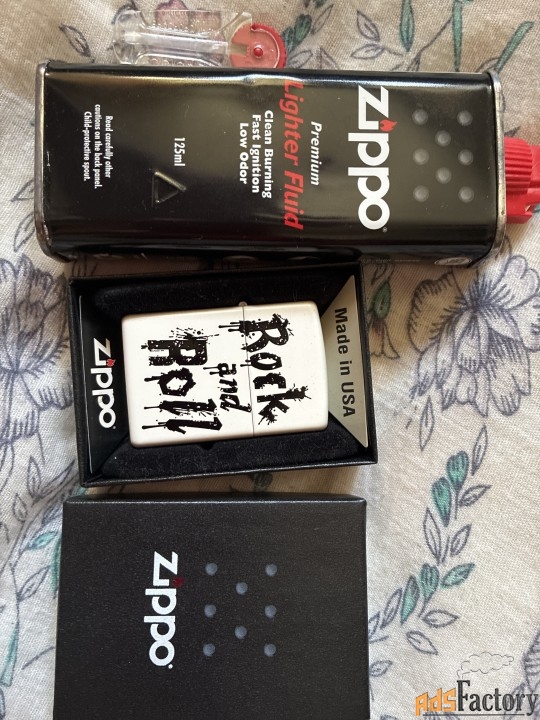 Zippo
Premium
Lighter Fluid
Clean Burning
Fast Ignition
Low Odor
125ml
Read carefully other
cautions on the back panel.
Child-protective spout.
Made in USA
Rock
and
Roll
Zippo
Zippo
AdsFactory